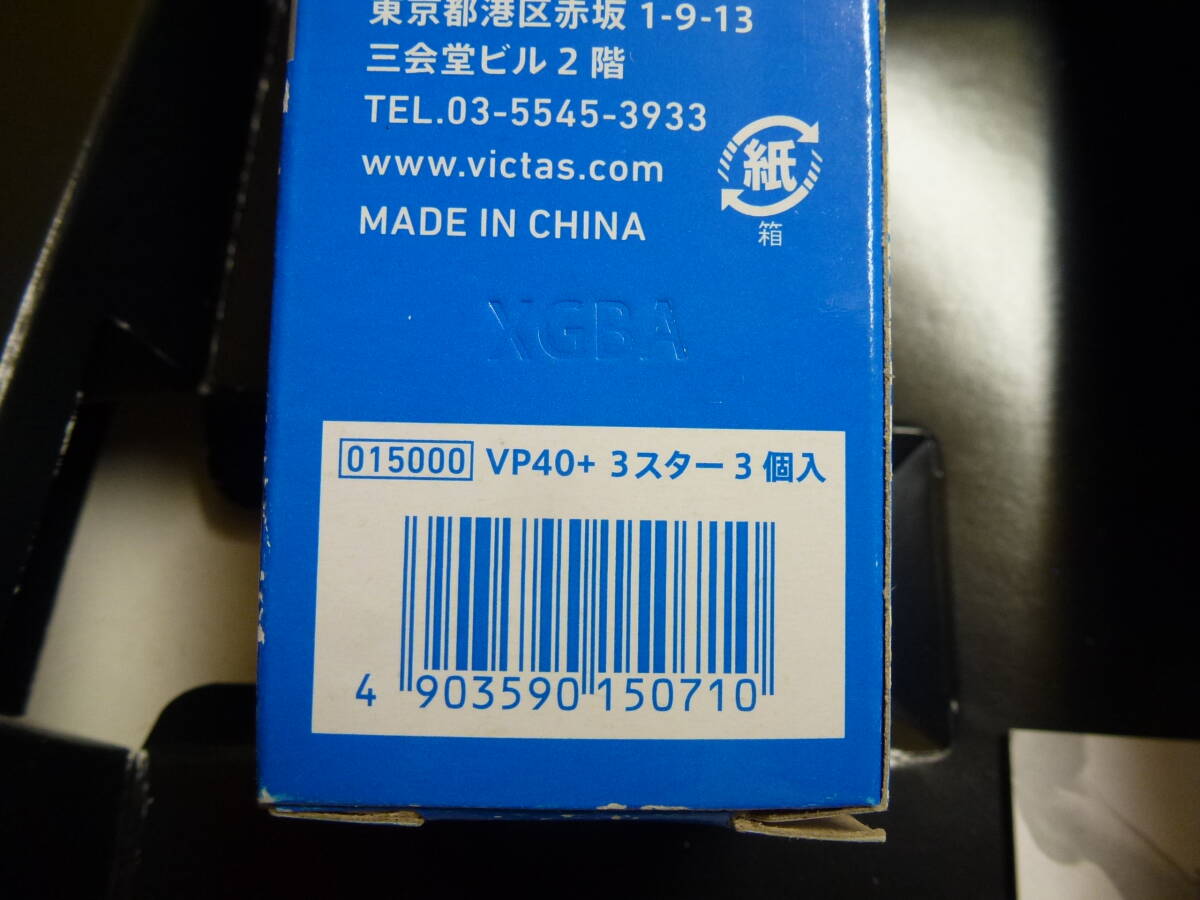 東京都港区赤坂 1-9-13
三会堂ビル 2 階
TEL.03-5545-3933
www.victas.com
MADE IN CHINA
紙
箱
XGBA
015000 VP40+ 3スター 3 個入
4 903590 150710